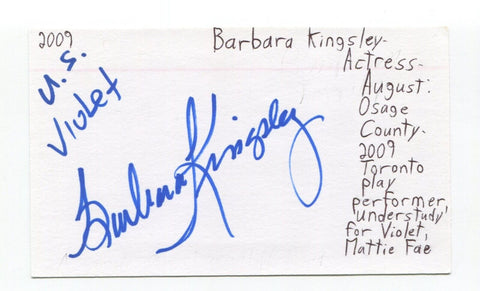 2009
U.S.
Violet
Barbara Kingsley
Barbara Kingsley-
Actress-
August:
Osage
County-
2009
Toronto
play
performer,
'understudy'
for Violet,
Mattie Fae